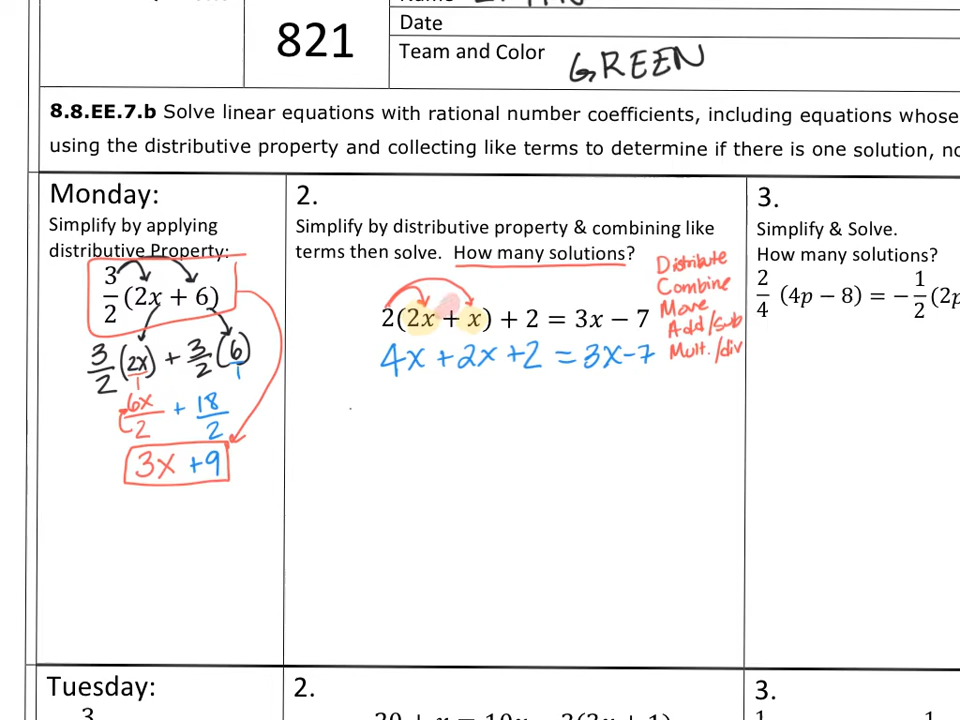 821
Date
Team and Color GREEN
8.8.EE.7.b Solve linear equations with rational number coefficients, including equations whose
using the distributive property and collecting like terms to determine if there is one solution,
Monday:
Simplify by applying
distributive Property:
3/2 (2x + 6)
3/2 (2x) + 3/2 (6)
1 1
6x/2 + 18/2
3x + 9
2.
Simplify by distributive property & combining like
terms then solve. How many solutions?
2(2x + x) + 2 = 3x − 7
4x + 2x + 2 = 3x − 7
Distribute
Combine
Move
Add/sub
Mult./div
3.
Simplify & Solve.
How many solutions?
2/4 (4p − 8) = − 1/2 (2p
Tuesday:
3
2.
3.
1